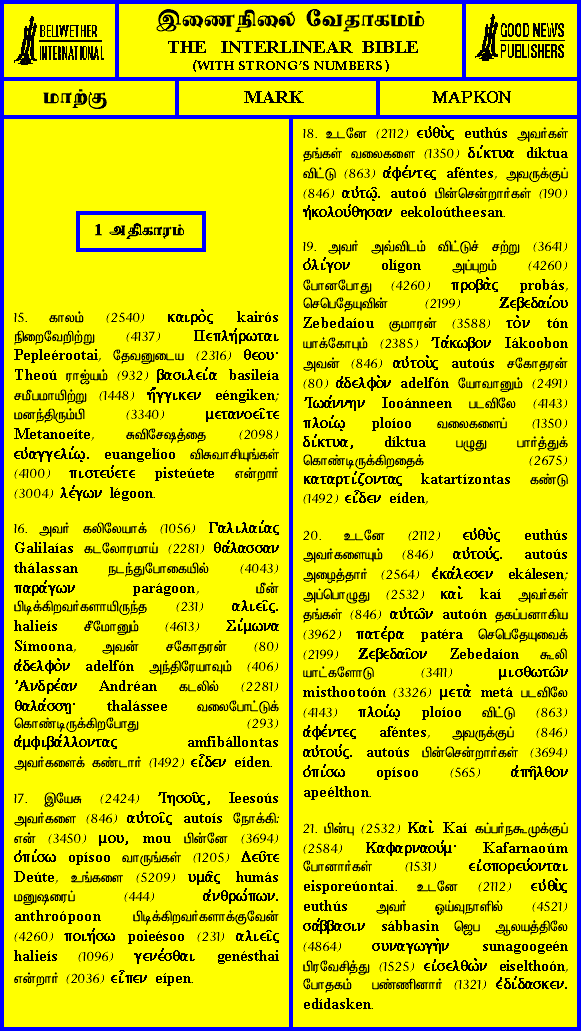 BELIWETHER
INTERNATIONAL
இணைநிலை வேதாகமம்
THE INTERLINEAR BIBLE
(WITH STRONG'S NUMBERS)
GOOD NEWS
PUBLISHERS
மாற்கு
MARK
ΜΑΡΚΟΝ
1 அதிகாரம்
15. காலம் (2540) καιρὸς kairós
நிறைவேறிற்று (4137) Πεπλήρωται
Pepleérootai, தேவனுடைய (2316) θεου·
Theoú ராஜ்யம் (932) βασιλεία basileía
சமீபமாயிற்று (1448) ἤγγικεν eéngiken;
மனந்திரும்பி (3340) μετανοεῖτε
Metanoeíte, சுவிசேஷத்தை (2098)
εὐαγγελίῳ. euangelíoo விசுவாசியுங்கள்
(4100) πιστεύετε pisteúete என்றார்
(3004) λέγων légoon.
16. அவர் கலிலேயாக் (1056) Γαλιλαίας
Galilaías கடலோரமாய் (2281) θάλασσαν
thálassan நடந்துபோகையில் (4043)
παράγων parágoon, மீன்
பிடிக்கிறவர்களாயிருந்த (231) αλιεῖς.
halieís சீமோனும் (4613) Σίμωνα
Símoona, அவன் சகோதரன் (80)
ἀδελφὸν adelfón அந்திரேயாவும் (406)
Ἀνδρέαν Andréan கடலில் (2281)
θαλάσσῃ· thalássee வலைபோட்டுக்
கொண்டிருக்கிறபோது (293)
ἀμφιβάλλοντας amfibállontas
அவர்களைக் கண்டார் (1492) εἶδεν eíden.
17. இயேசு (2424) Ἰησοῦς, Ieesoús
அவர்களை (846) αὐτοῖς autoís நோக்கி:
என் (3450) μου, mou பின்னே (3694)
ὀπίσω opísoo வாருங்கள் (1205) Δεῦτε
Deúte, உங்களை (5209) υμᾶς humás
மனுஷரைப் (444) ἀνθρώπων.
anthroópoon பிடிக்கிறவர்களாக்குவேன்
(4260) ποιήσω poieésoo (231) αλιεῖς
halieís (1096) γενέσθαι genésthai
என்றார் (2036) εἶπεν eípen.
18. உடனே (2112) εὐθὺς euthús அவர்கள்
தங்கள் வலைகளை (1350) δίκτυα díktua
விட்டு (863) ἀφέντες aféntes, அவருக்குப்
(846) αὐτῷ. autoó பின்சென்றார்கள் (190)
ἠκολούθησαν eekoloútheesan.
19. அவர் அவ்விடம் விட்டுச் சற்று (3641)
ὀλίγον olígon அப்புறம் (4260)
போனபோது (4260) προβὰς probás,
செபெதேயுவின் (2199) Ζεβεδαίου
Zebedaíou குமாரன் (3588) τὸν tón
யாக்கோபும் (2385) Ἰάκωβον Iákoobon
அவன் (846) αὐτοὺς autoús சகோதரன்
(80) ἀδελφὸν adelfón யோவானும் (2491)
Ἰωάννην Iooánneen படவிலே (4143)
πλοίῳ ploíoo வலைகளைப் (1350)
δίκτυα, díktua பழுது பார்த்துக்
கொண்டிருக்கிறதைக் (2675)
καταρτίζοντας katartízontas கண்டு
(1492) εἶδεν eíden,
20. உடனே (2112) εὐθὺς euthús
அவர்களையும் (846) αὐτούς. autoús
அழைத்தார் (2564) ἐκάλεσεν ekálesen;
அப்பொழுது (2532) καὶ kaí அவர்கள்
தங்கள் (846) αὐτῶν autoón தகப்பனாகிய
(3962) πατέρα patéra செபெதேயுவைக்
(2199) Ζεβεδαῖον Zebedaíon கூலி
யாட்களோடு (3411) μισθωτῶν
misthootoón (3326) μετὰ metá படவிலே
(4143) πλοίῳ ploíoo விட்டு (863)
ἀφέντες aféntes, அவருக்குப் (846)
αὐτούς. autoús பின்சென்றார்கள் (3694)
ὀπίσω opísoo (565) ἀπῆλθον
apeélthon.
21. பின்பு (2532) Καὶ Kaí கப்பர்நகூமுக்குப்
(2584) Καφαρναούμ· Kafarnaoúm
போனார்கள் (1531) εἰσπορεύονται
eisporeúontai. உடனே (2112) εὐθὺς
euthús அவர் ஓய்வுநாளில் (4521)
σάββασιν sábbasin ஜெப ஆலயத்திலே
(4864) συναγωγὴν sunagoogeén
பிரவேசித்து (1525) εἰσελθὼν eiselthoón,
போதகம் பண்ணினார் (1321) ἐδίδασκεν.
edídasken.